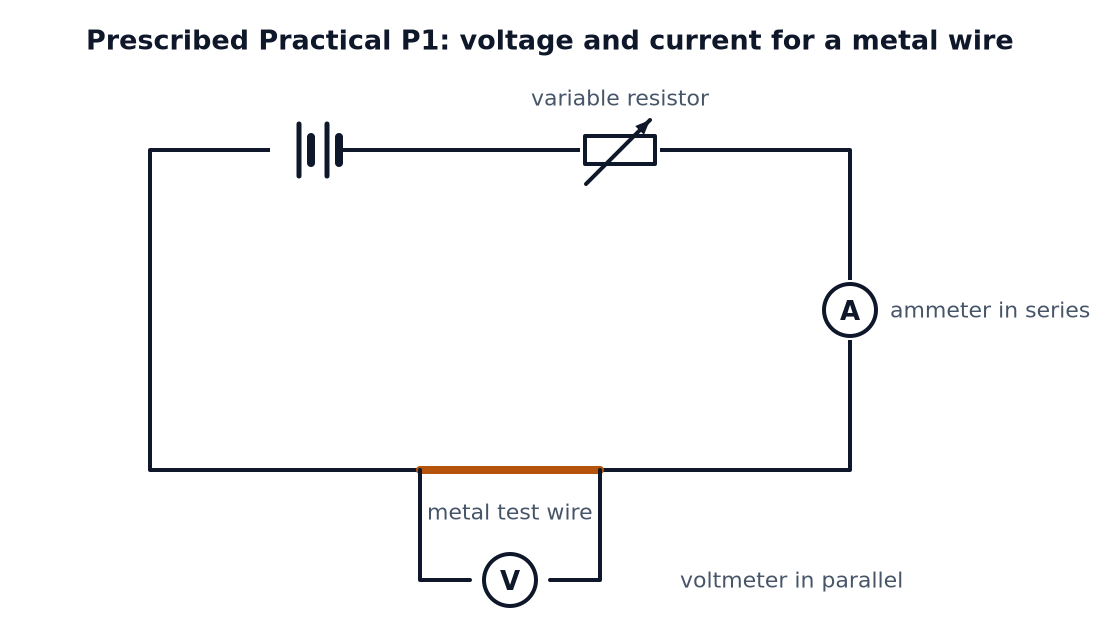 Prescribed Practical P1: voltage and current for a metal wire
variable resistor
A
ammeter in series
metal test wire
V
voltmeter in parallel